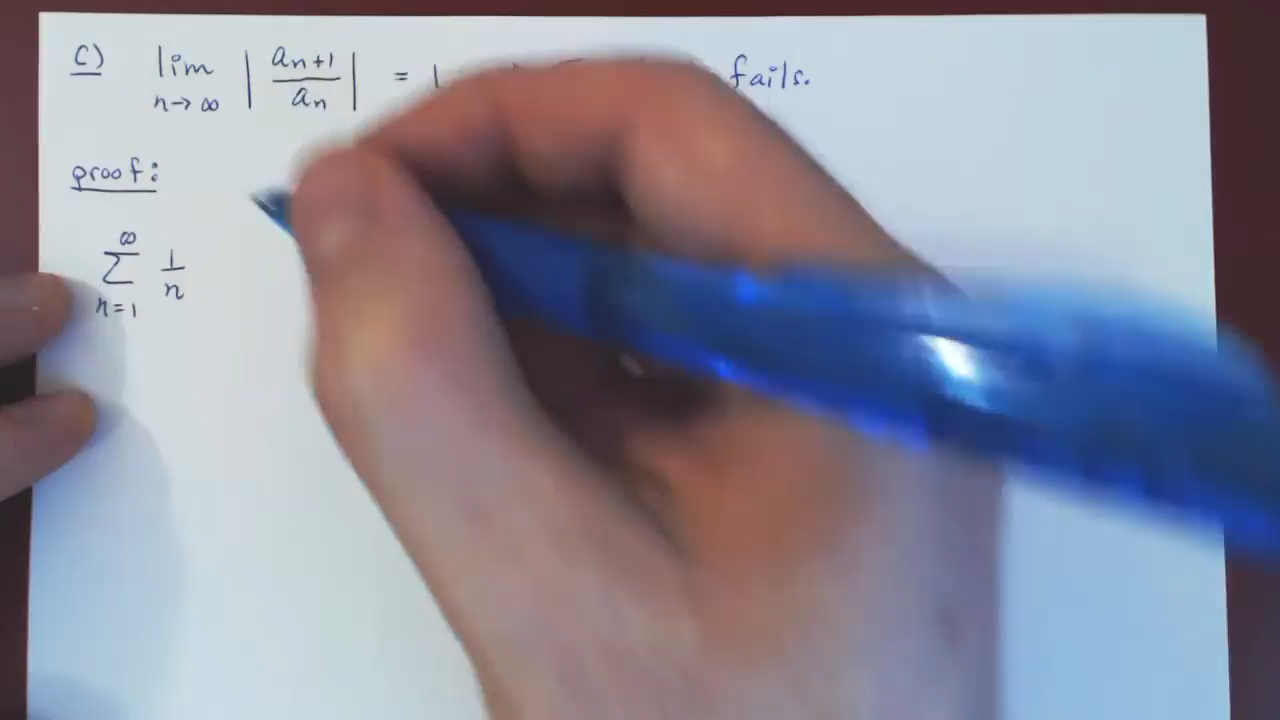 c) lim n→∞ | aₙ₊₁ / aₙ | = 1 fails.
proof:
∞ ∑ n=1 1/n